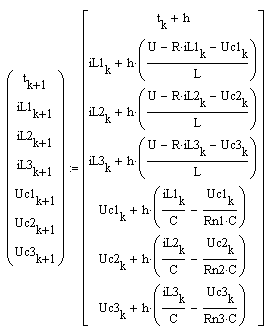 t_{k+1} := t_k + h
iL1_{k+1} := iL1_k + h·((U − R·iL1_k − Uc1_k)/L)
iL2_{k+1} := iL2_k + h·((U − R·iL2_k − Uc2_k)/L)
iL3_{k+1} := iL3_k + h·((U − R·iL3_k − Uc3_k)/L)
Uc1_{k+1} := Uc1_k + h·(iL1_k/C − Uc1_k/(Rn1·C))
Uc2_{k+1} := Uc2_k + h·(iL2_k/C − Uc2_k/(Rn2·C))
Uc3_{k+1} := Uc3_k + h·(iL3_k/C − Uc3_k/(Rn3·C))